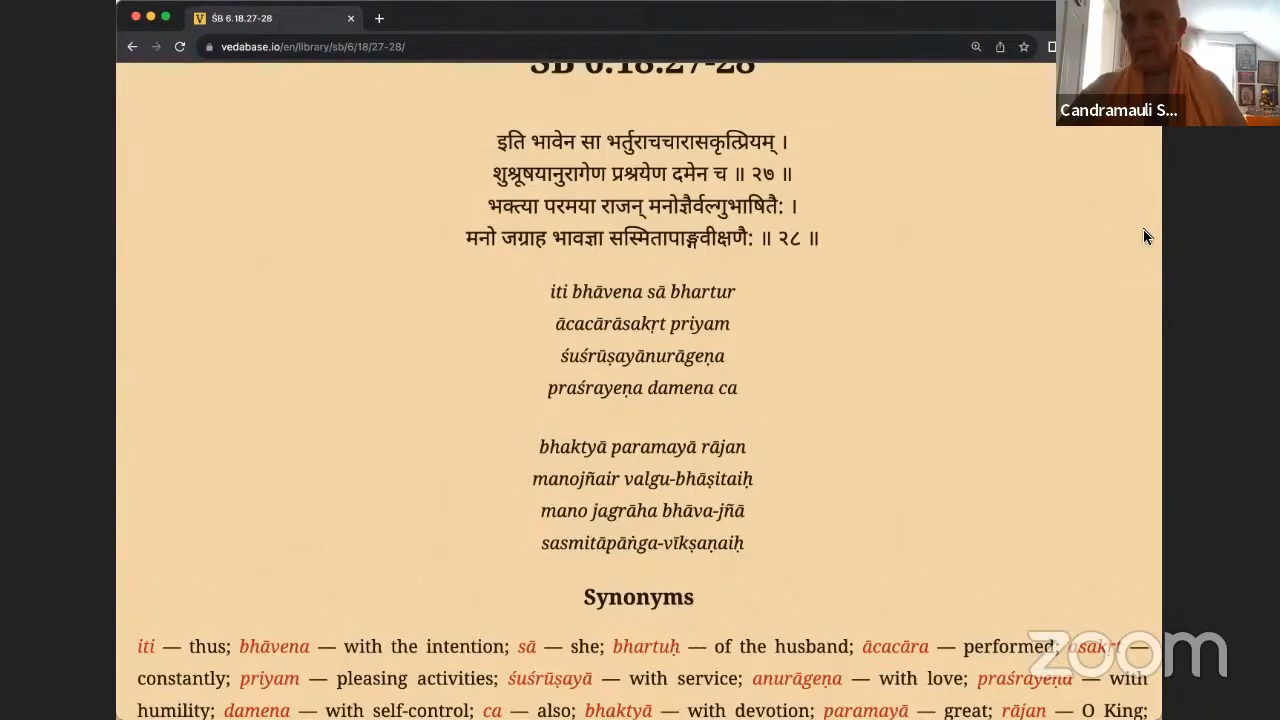 ŚB 6.18.27-28
vedabase.io/en/library/sb/6/18/27-28/
Candramauli S...
ŚB 6.18.27-28
इति भावेन सा भर्तुराचचारासकृत्प्रियम् ।
शुश्रूषयानुरागेण प्रश्रयेण दमेन च ॥ २७ ॥
भक्त्या परमया राजन् मनोज्ञैर्वल्गुभाषितै: ।
मनो जग्राह भावज्ञा सस्मितापाङ्गवीक्षणै: ॥ २८ ॥
iti bhāvena sā bhartur
ācacārāsakṛt priyam
śuśrūṣayānurāgeṇa
praśrayeṇa damena ca
bhaktyā paramayā rājan
manojñair valgu-bhāṣitaiḥ
mano jagrāha bhāva-jñā
sasmitāpāṅga-vīkṣaṇaiḥ
Synonyms
iti — thus; bhāvena — with the intention; sā — she; bhartuḥ — of the husband; ācacāra — performed; asakṛt —
constantly; priyam — pleasing activities; śuśrūṣayā — with service; anurāgeṇa — with love; praśrayeṇa — with
humility; damena — with self-control; ca — also; bhaktyā — with devotion; paramayā — great; rājan — O King;
zoom